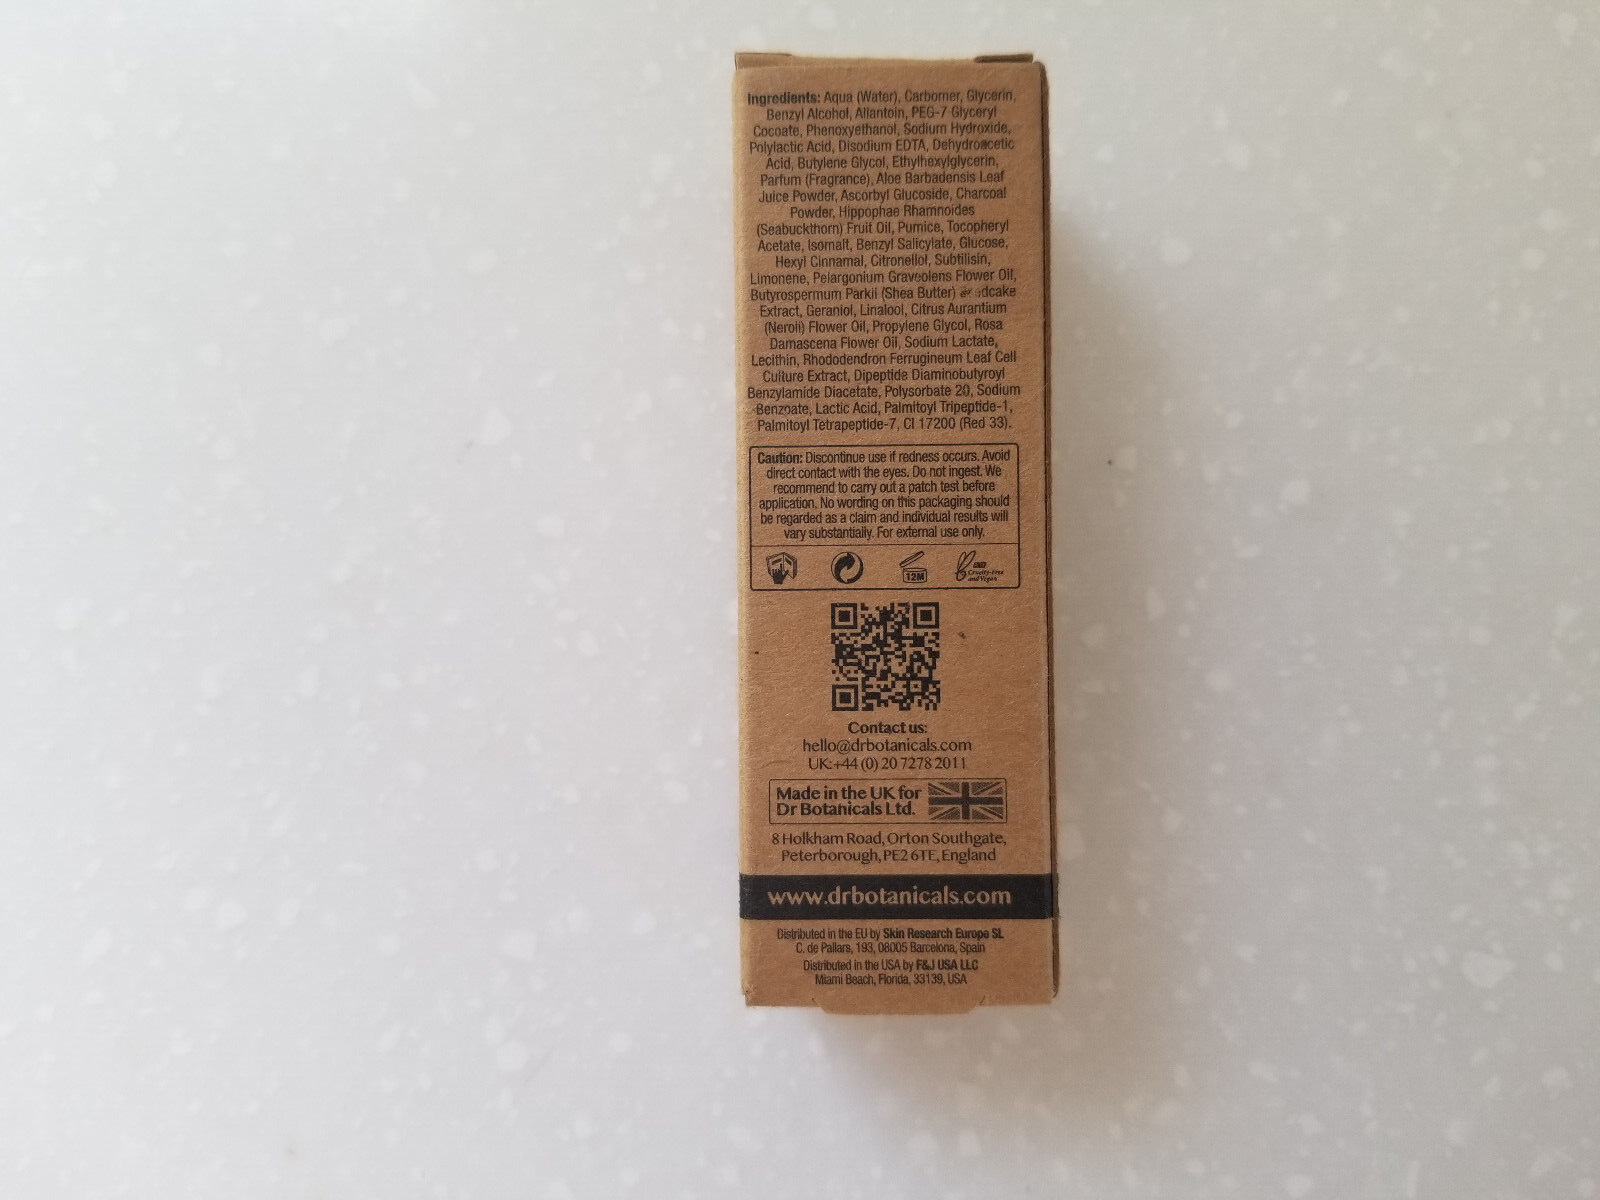 Ingredients: Aqua (Water), Carbomer, Glycerin,
Benzyl Alcohol, Allantoin, PEG-7 Glyceryl
Cocoate, Phenoxyethanol, Sodium Hydroxide,
Polylactic Acid, Disodium EDTA, Dehydroacetic
Acid, Butylene Glycol, Ethylhexylglycerin,
Parfum (Fragrance), Aloe Barbadensis Leaf
Juice Powder, Ascorbyl Glucoside, Charcoal
Powder, Hippophae Rhamnoides
(Seabuckthorn) Fruit Oil, Pumice, Tocopheryl
Acetate, Isomalt, Benzyl Salicylate, Glucose,
Hexyl Cinnamal, Citronellol, Subtilisin,
Limonene, Pelargonium Graveolens Flower Oil,
Butyrospermum Parkii (Shea Butter)
Extract, Geraniol, Linalool, Citrus Aurantium
(Neroli) Flower Oil, Propylene Glycol, Rosa
Damascena Flower Oil, Sodium Lactate,
Lecithin, Rhododendron Ferrugineum Leaf Cell
Culture Extract, Dipeptide Diaminobutyroyl
Benzylamide Diacetate, Polysorbate 20, Sodium
Benzoate, Lactic Acid, Palmitoyl Tripeptide-1,
Palmitoyl Tetrapeptide-7, CI 17200 (Red 33).
Caution: Discontinue use if redness occurs. Avoid
direct contact with the eyes. Do not ingest. We
recommend to carry out a patch test before
application. No wording on this packaging should
be regarded as a claim and individual results will
vary substantially. For external use only.
12M
Cruelty-Free
and Vegan
Contact us:
hello@drbotanicals.com
UK:+44 (0) 20 7278 2011
Made in the UK for
Dr Botanicals Ltd.
8 Holkham Road, Orton Southgate,
Peterborough, PE2 6TE, England
www.drbotanicals.com
Distributed in the EU by Skin Research Europe SL
C. de Pallars, 193, 08005 Barcelona, Spain
Distributed in the USA by F&J USA LLC
Miami Beach, Florida, 33139, USA